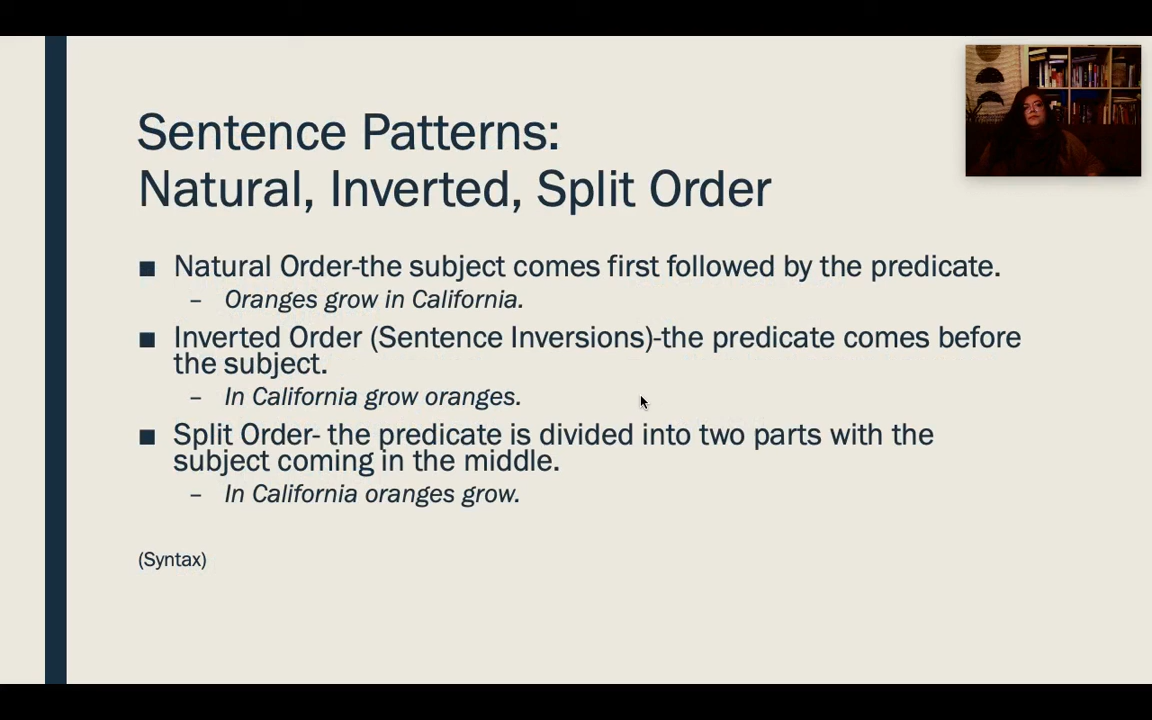 Sentence Patterns:
Natural, Inverted, Split Order
■ Natural Order-the subject comes first followed by the predicate.
– Oranges grow in California.
■ Inverted Order (Sentence Inversions)-the predicate comes before
the subject.
– In California grow oranges.
■ Split Order- the predicate is divided into two parts with the
subject coming in the middle.
– In California oranges grow.
(Syntax)